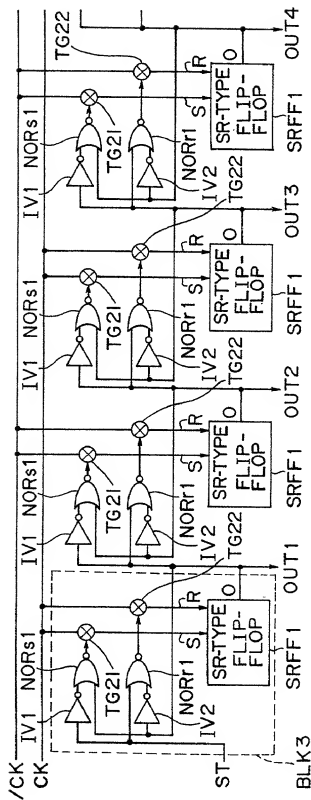 /CK
CK
IV1
NORs1
TG21
NORr1
IV2
TG22
S
R
SR-TYPE
FLIP-
FLOP
O
SRFF1
ST
BLK3
OUT1
IV1
NORs1
TG21
NORr1
IV2
TG22
S
R
SR-TYPE
FLIP-
FLOP
O
SRFF1
OUT2
IV1
NORs1
TG21
NORr1
IV2
TG22
S
R
SR-TYPE
FLIP-
FLOP
O
SRFF1
OUT3
IV1
NORs1
TG21
NORr1
IV2
TG22
S
R
SR-TYPE
FLIP-
FLOP
O
SRFF1
OUT4